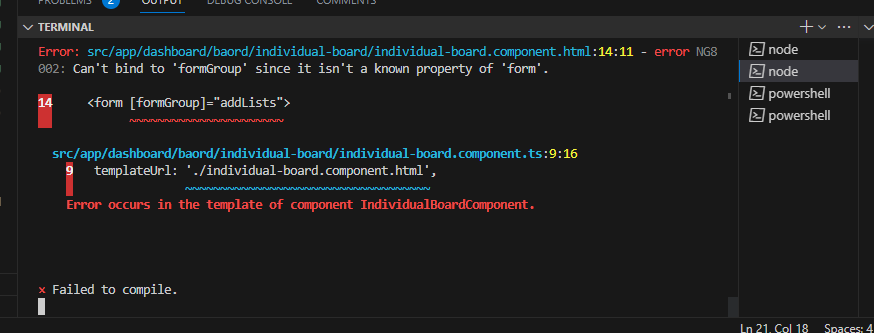 PROBLEMS 2 OUTPUT DEBUG CONSOLE COMMENTS
TERMINAL
Error: src/app/dashboard/baord/individual-board/individual-board.component.html:14:11 - error NG8
002: Can't bind to 'formGroup' since it isn't a known property of 'form'.
14 <form [formGroup]="addLists">
~~~~~~~~~~~~~~~~~~~~~~
src/app/dashboard/baord/individual-board/individual-board.component.ts:9:16
9 templateUrl: './individual-board.component.html',
~~~~~~~~~~~~~~~~~~~~~~~~~~~~~~~~~~~
Error occurs in the template of component IndividualBoardComponent.
× Failed to compile.
node
node
powershell
powershell
Ln 21, Col 18 Spaces: 4